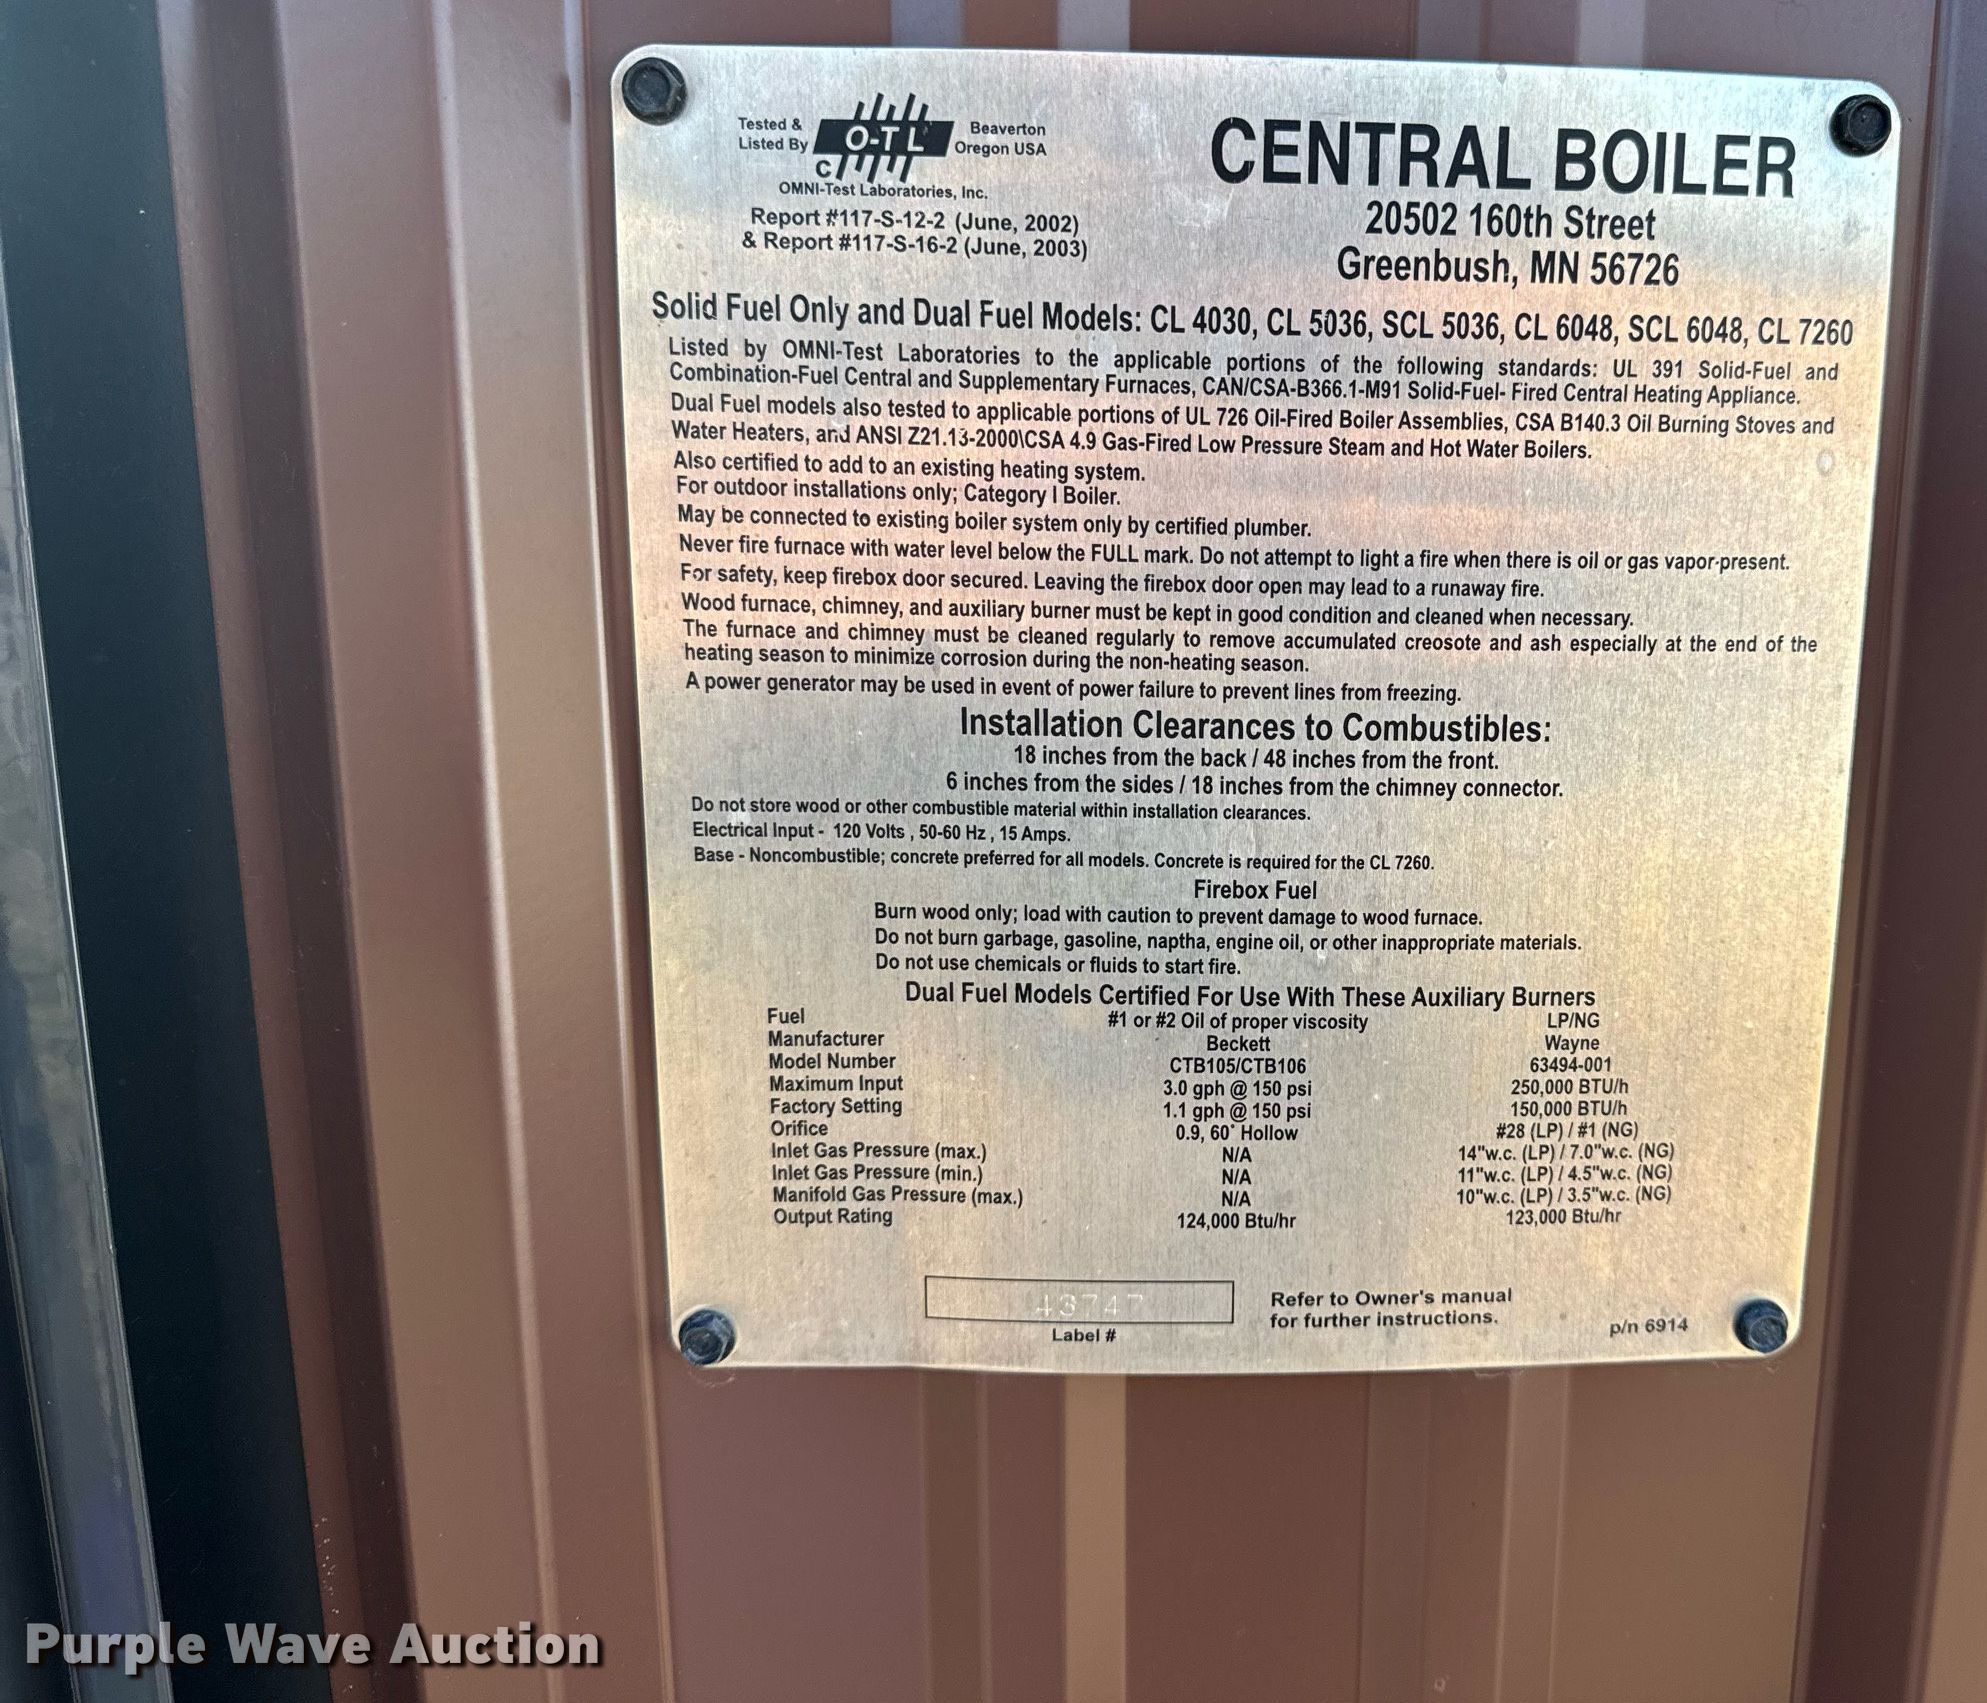 Tested &
Listed By
O-T L
C
Beaverton
Oregon USA
OMNI-Test Laboratories, Inc.
Report #117-S-12-2 (June, 2002)
& Report #117-S-16-2 (June, 2003)
CENTRAL BOILER
20502 160th Street
Greenbush, MN 56726
Solid Fuel Only and Dual Fuel Models: CL 4030, CL 5036, SCL 5036, CL 6048, SCL 6048, CL 7260
Listed by OMNI-Test Laboratories to the applicable portions of the following standards: UL 391 Solid-Fuel and
Combination-Fuel Central and Supplementary Furnaces, CAN/CSA-B366.1-M91 Solid-Fuel- Fired Central Heating Appliance.
Dual Fuel models also tested to applicable portions of UL 726 Oil-Fired Boiler Assemblies, CSA B140.3 Oil Burning Stoves and
Water Heaters, and ANSI Z21.13-2000\CSA 4.9 Gas-Fired Low Pressure Steam and Hot Water Boilers.
Also certified to add to an existing heating system.
For outdoor installations only; Category I Boiler.
May be connected to existing boiler system only by certified plumber.
Never fire furnace with water level below the FULL mark. Do not attempt to light a fire when there is oil or gas vapor present.
For safety, keep firebox door secured. Leaving the firebox door open may lead to a runaway fire.
Wood furnace, chimney, and auxiliary burner must be kept in good condition and cleaned when necessary.
The furnace and chimney must be cleaned regularly to remove accumulated creosote and ash especially at the end of the
heating season to minimize corrosion during the non-heating season.
A power generator may be used in event of power failure to prevent lines from freezing.
Installation Clearances to Combustibles:
18 inches from the back / 48 inches from the front.
6 inches from the sides / 18 inches from the chimney connector.
Do not store wood or other combustible material within installation clearances.
Electrical Input - 120 Volts , 50-60 Hz , 15 Amps.
Base - Noncombustible; concrete preferred for all models. Concrete is required for the CL 7260.
Firebox Fuel
Burn wood only; load with caution to prevent damage to wood furnace.
Do not burn garbage, gasoline, naptha, engine oil, or other inappropriate materials.
Do not use chemicals or fluids to start fire.
Dual Fuel Models Certified For Use With These Auxiliary Burners
Fuel #1 or #2 Oil of proper viscosity LP/NG
Manufacturer Beckett Wayne
Model Number CTB105/CTB106 63494-001
Maximum Input 3.0 gph @ 150 psi 250,000 BTU/h
Factory Setting 1.1 gph @ 150 psi 150,000 BTU/h
Orifice 0.9, 60° Hollow #28 (LP) / #1 (NG)
Inlet Gas Pressure (max.) N/A 14"w.c. (LP) / 7.0"w.c. (NG)
Inlet Gas Pressure (min.) N/A 11"w.c. (LP) / 4.5"w.c. (NG)
Manifold Gas Pressure (max.) N/A 10"w.c. (LP) / 3.5"w.c. (NG)
Output Rating 124,000 Btu/hr 123,000 Btu/hr
43747
Label #
Refer to Owner's manual
for further instructions.
p/n 6914
Purple Wave Auction